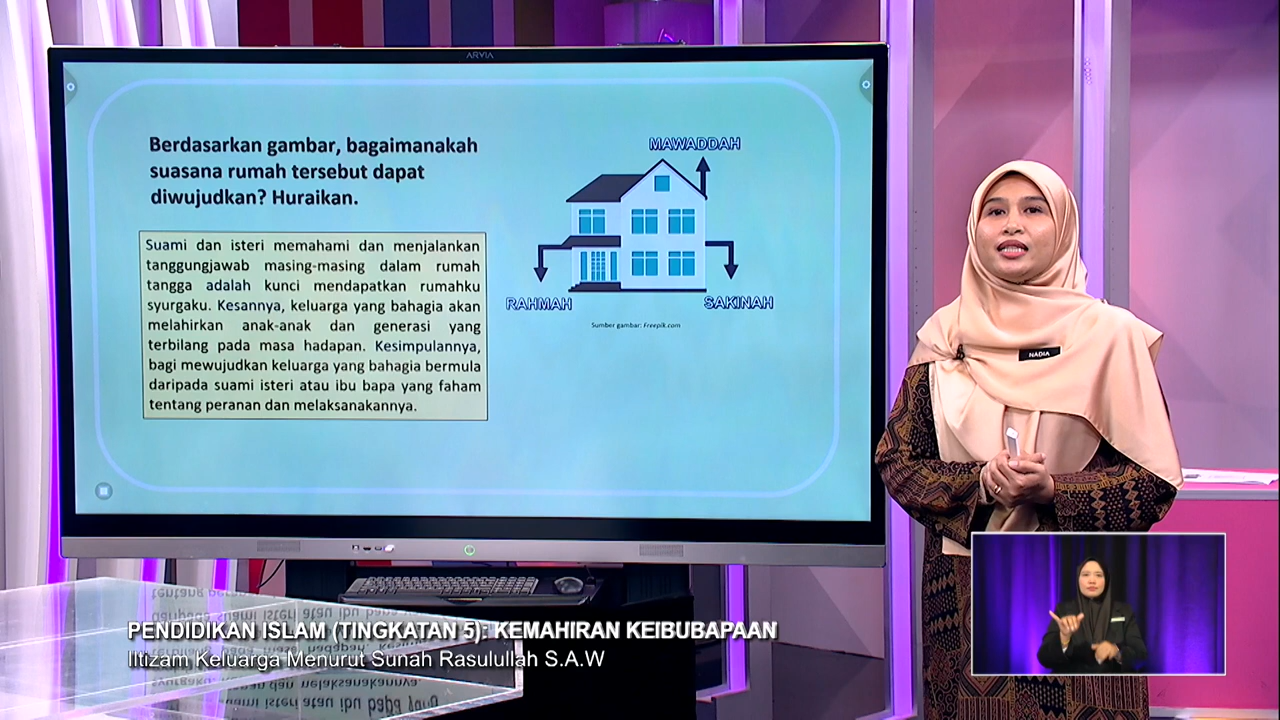 ARVIA
Berdasarkan gambar, bagaimanakah
suasana rumah tersebut dapat
diwujudkan? Huraikan.
Suami dan isteri memahami dan menjalankan
tanggungjawab masing-masing dalam rumah
tangga adalah kunci mendapatkan rumahku
syurgaku. Kesannya, keluarga yang bahagia akan
melahirkan anak-anak dan generasi yang
terbilang pada masa hadapan. Kesimpulannya,
bagi mewujudkan keluarga yang bahagia bermula
daripada suami isteri atau ibu bapa yang faham
tentang peranan dan melaksanakannya.
MAWADDAH
RAHMAH
SAKINAH
Sumber gambar: Freepik.com
NADIA
PENDIDIKAN ISLAM (TINGKATAN 5): KEMAHIRAN KEIBUBAPAAN
Iltizam Keluarga Menurut Sunah Rasulullah S.A.W